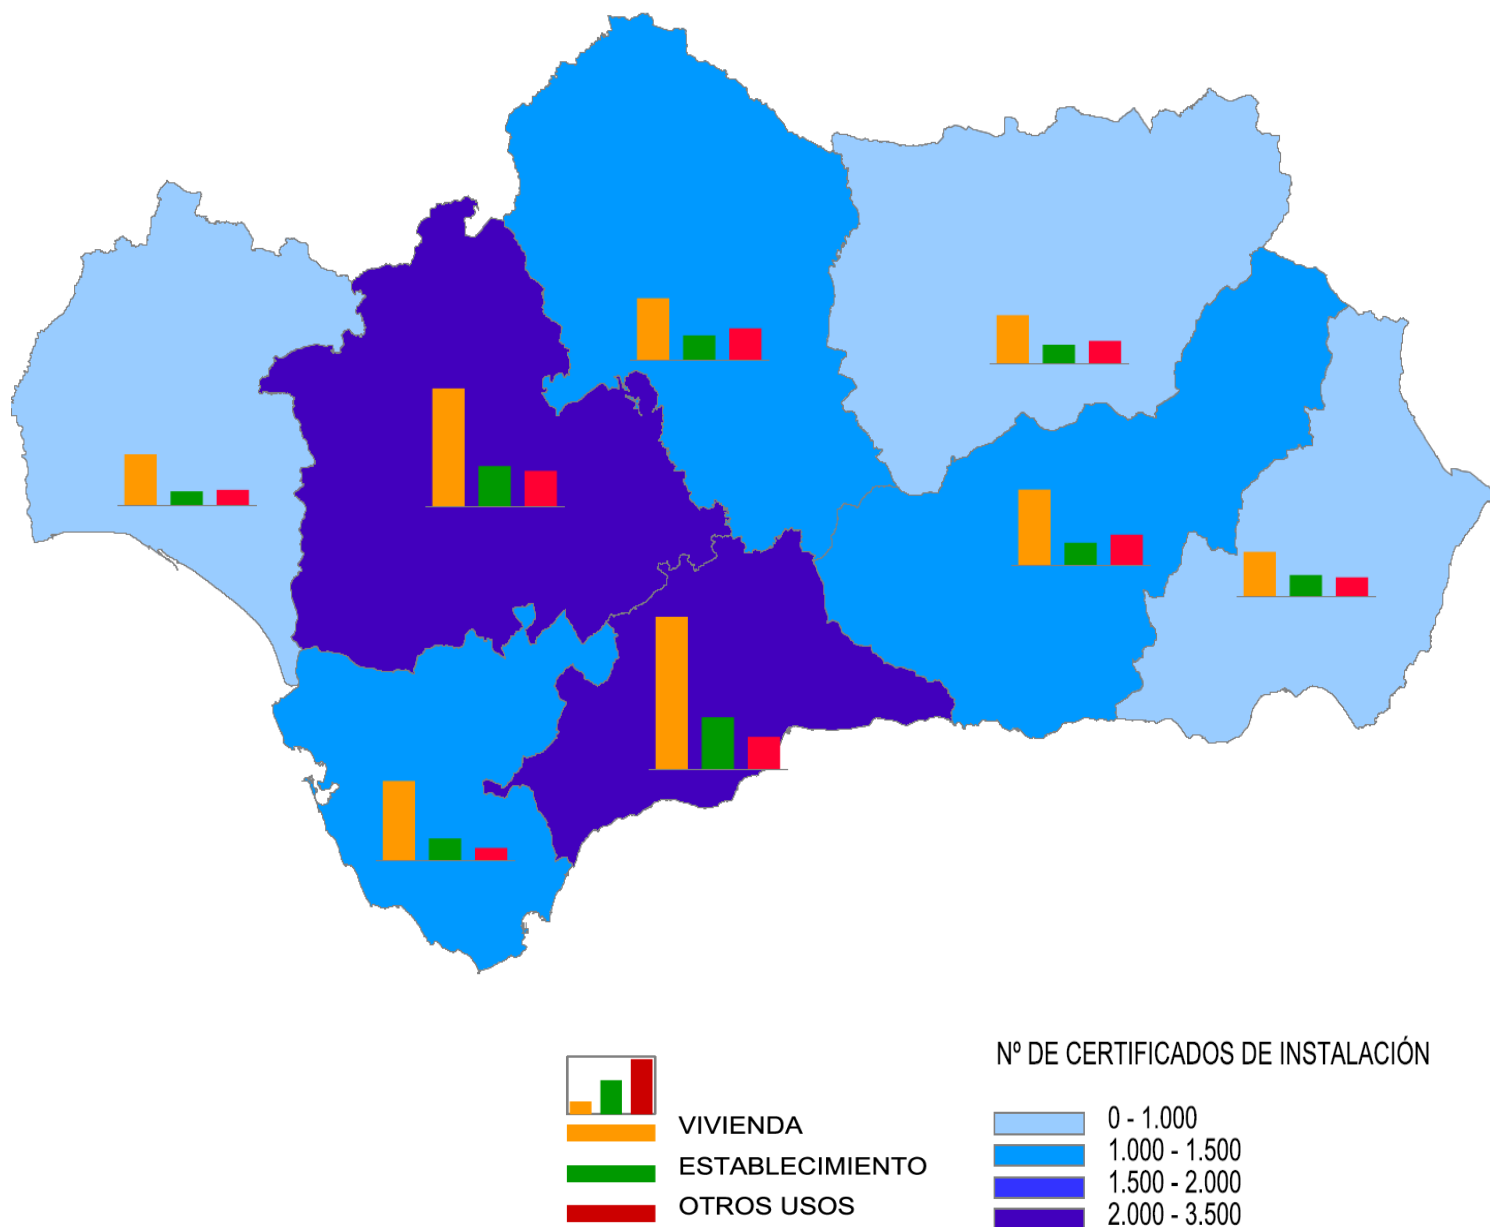 Nº DE CERTIFICADOS DE INSTALACIÓN
VIVIENDA
ESTABLECIMIENTO
OTROS USOS
0 - 1.000
1.000 - 1.500
1.500 - 2.000
2.000 - 3.500